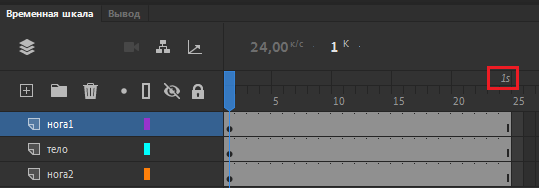 Временная шкала Вывод
24,00 к/с 1 К
1s
5 10 15 20 25
нога1
тело
нога2